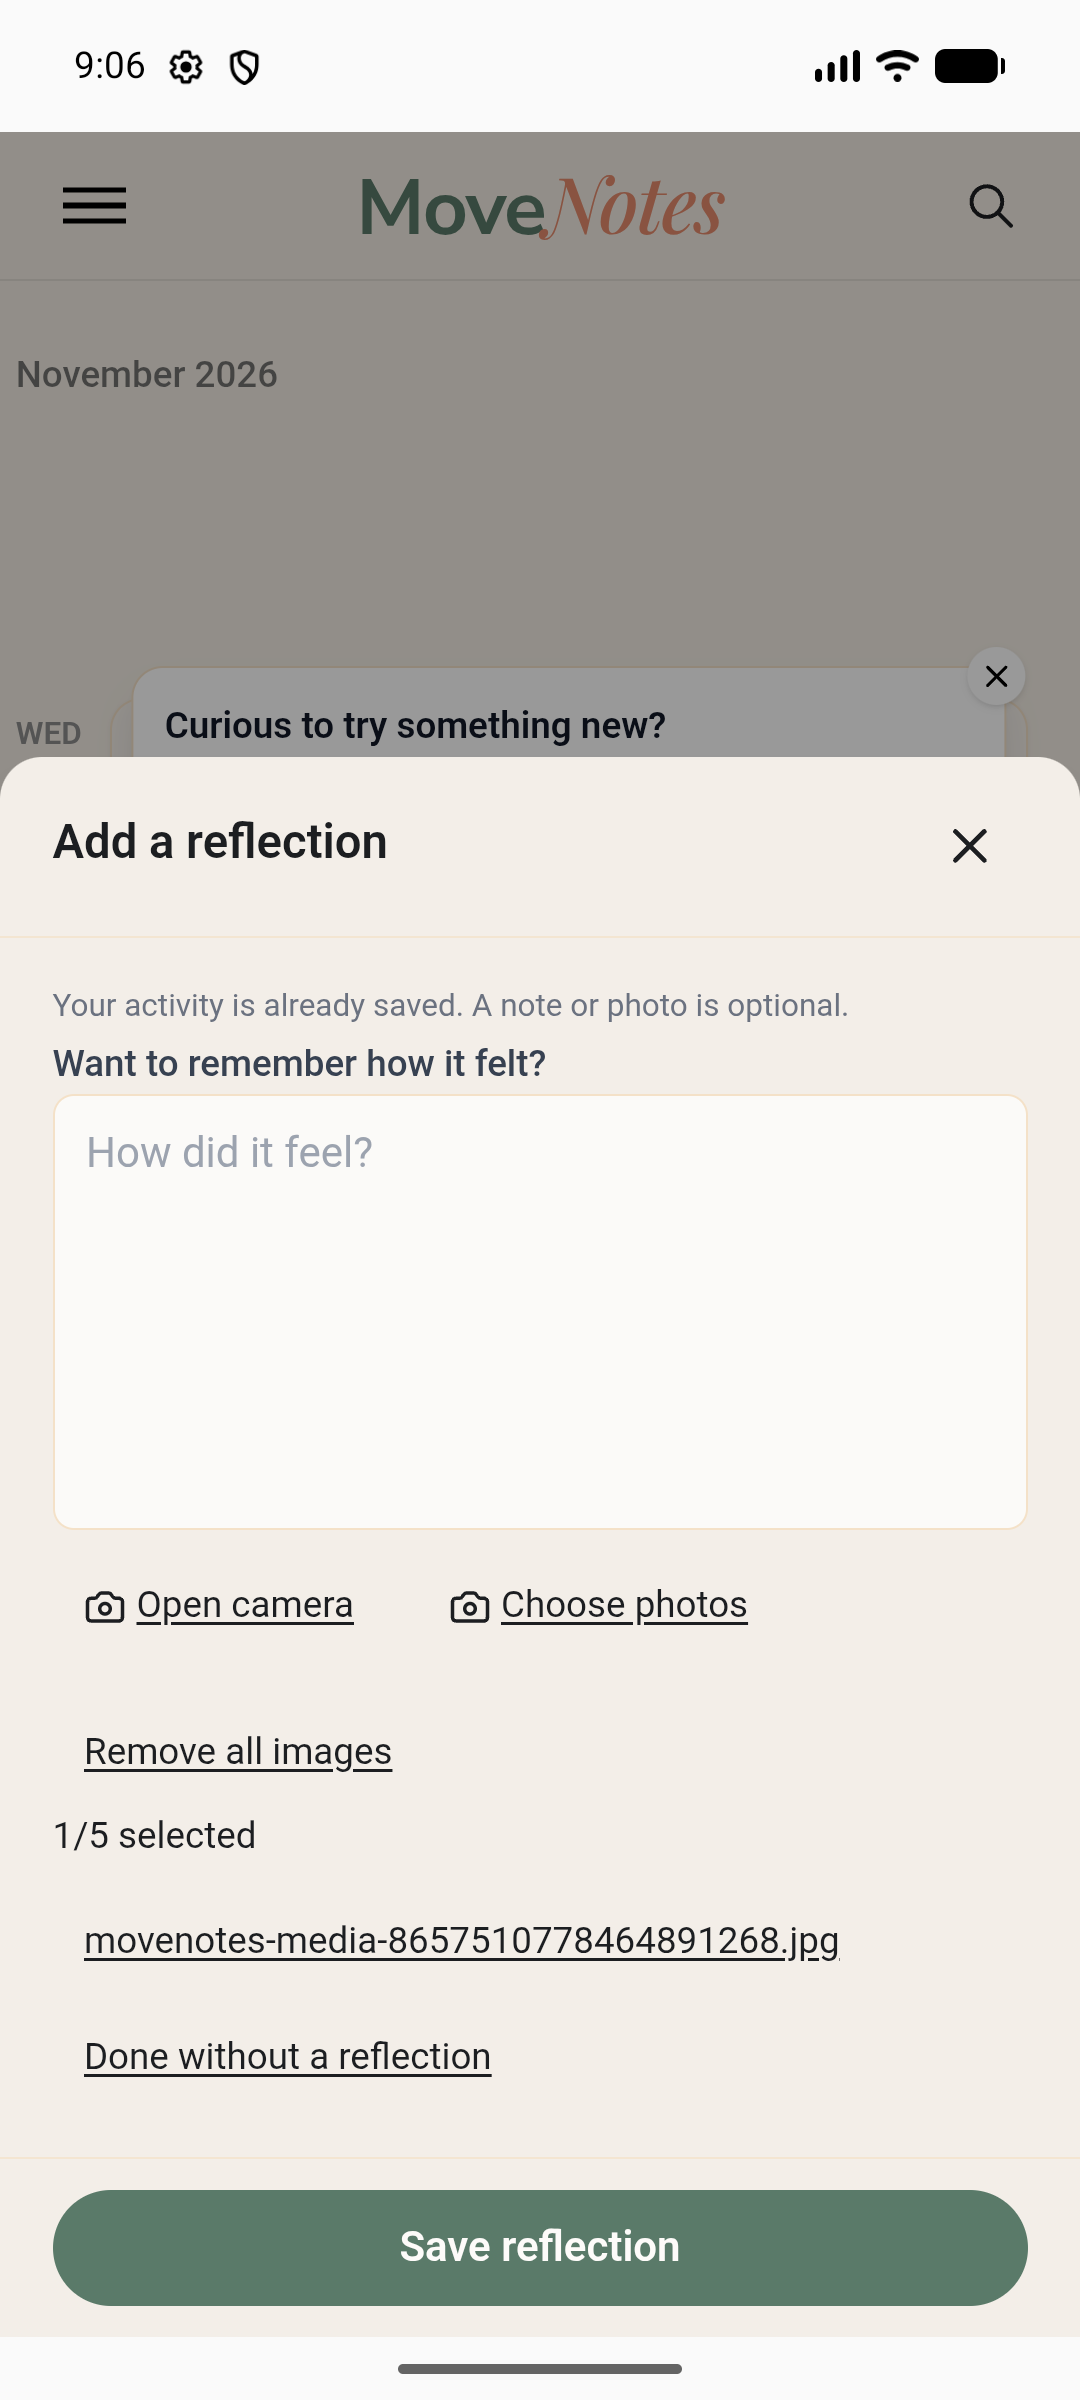 9:06
MoveNotes
November 2026
Curious to try something new?
WED
Add a reflection
Your activity is already saved. A note or photo is optional.
Want to remember how it felt?
How did it feel?
Open camera
Choose photos
Remove all images
1/5 selected
movenotes-media-8657510778464891268.jpg
Done without a reflection
Save reflection